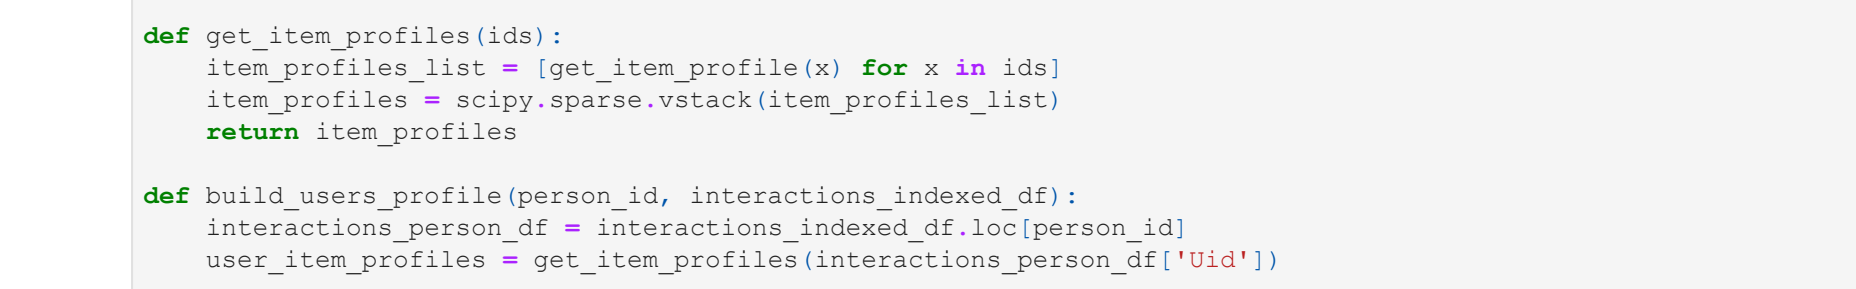 def get_item_profiles(ids):
    item_profiles_list = [get_item_profile(x) for x in ids]
    item_profiles = scipy.sparse.vstack(item_profiles_list)
    return item_profiles

def build_users_profile(person_id, interactions_indexed_df):
    interactions_person_df = interactions_indexed_df.loc[person_id]
    user_item_profiles = get_item_profiles(interactions_person_df['Uid'])